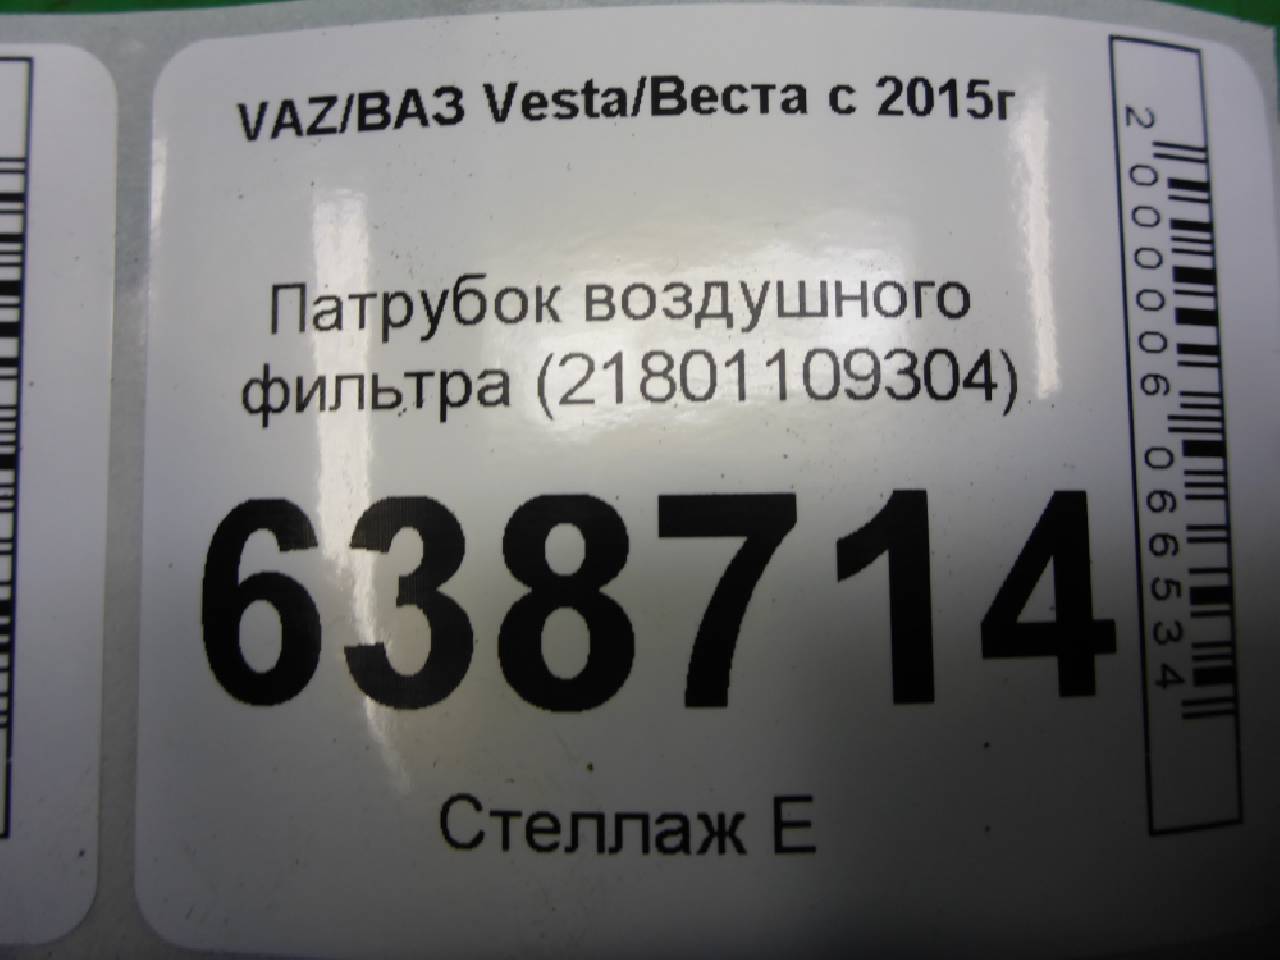 VAZ/ВАЗ Vesta/Веста с 2015г
Патрубок воздушного
фильтра (21801109304)
638714
Стеллаж Е
2000006066534